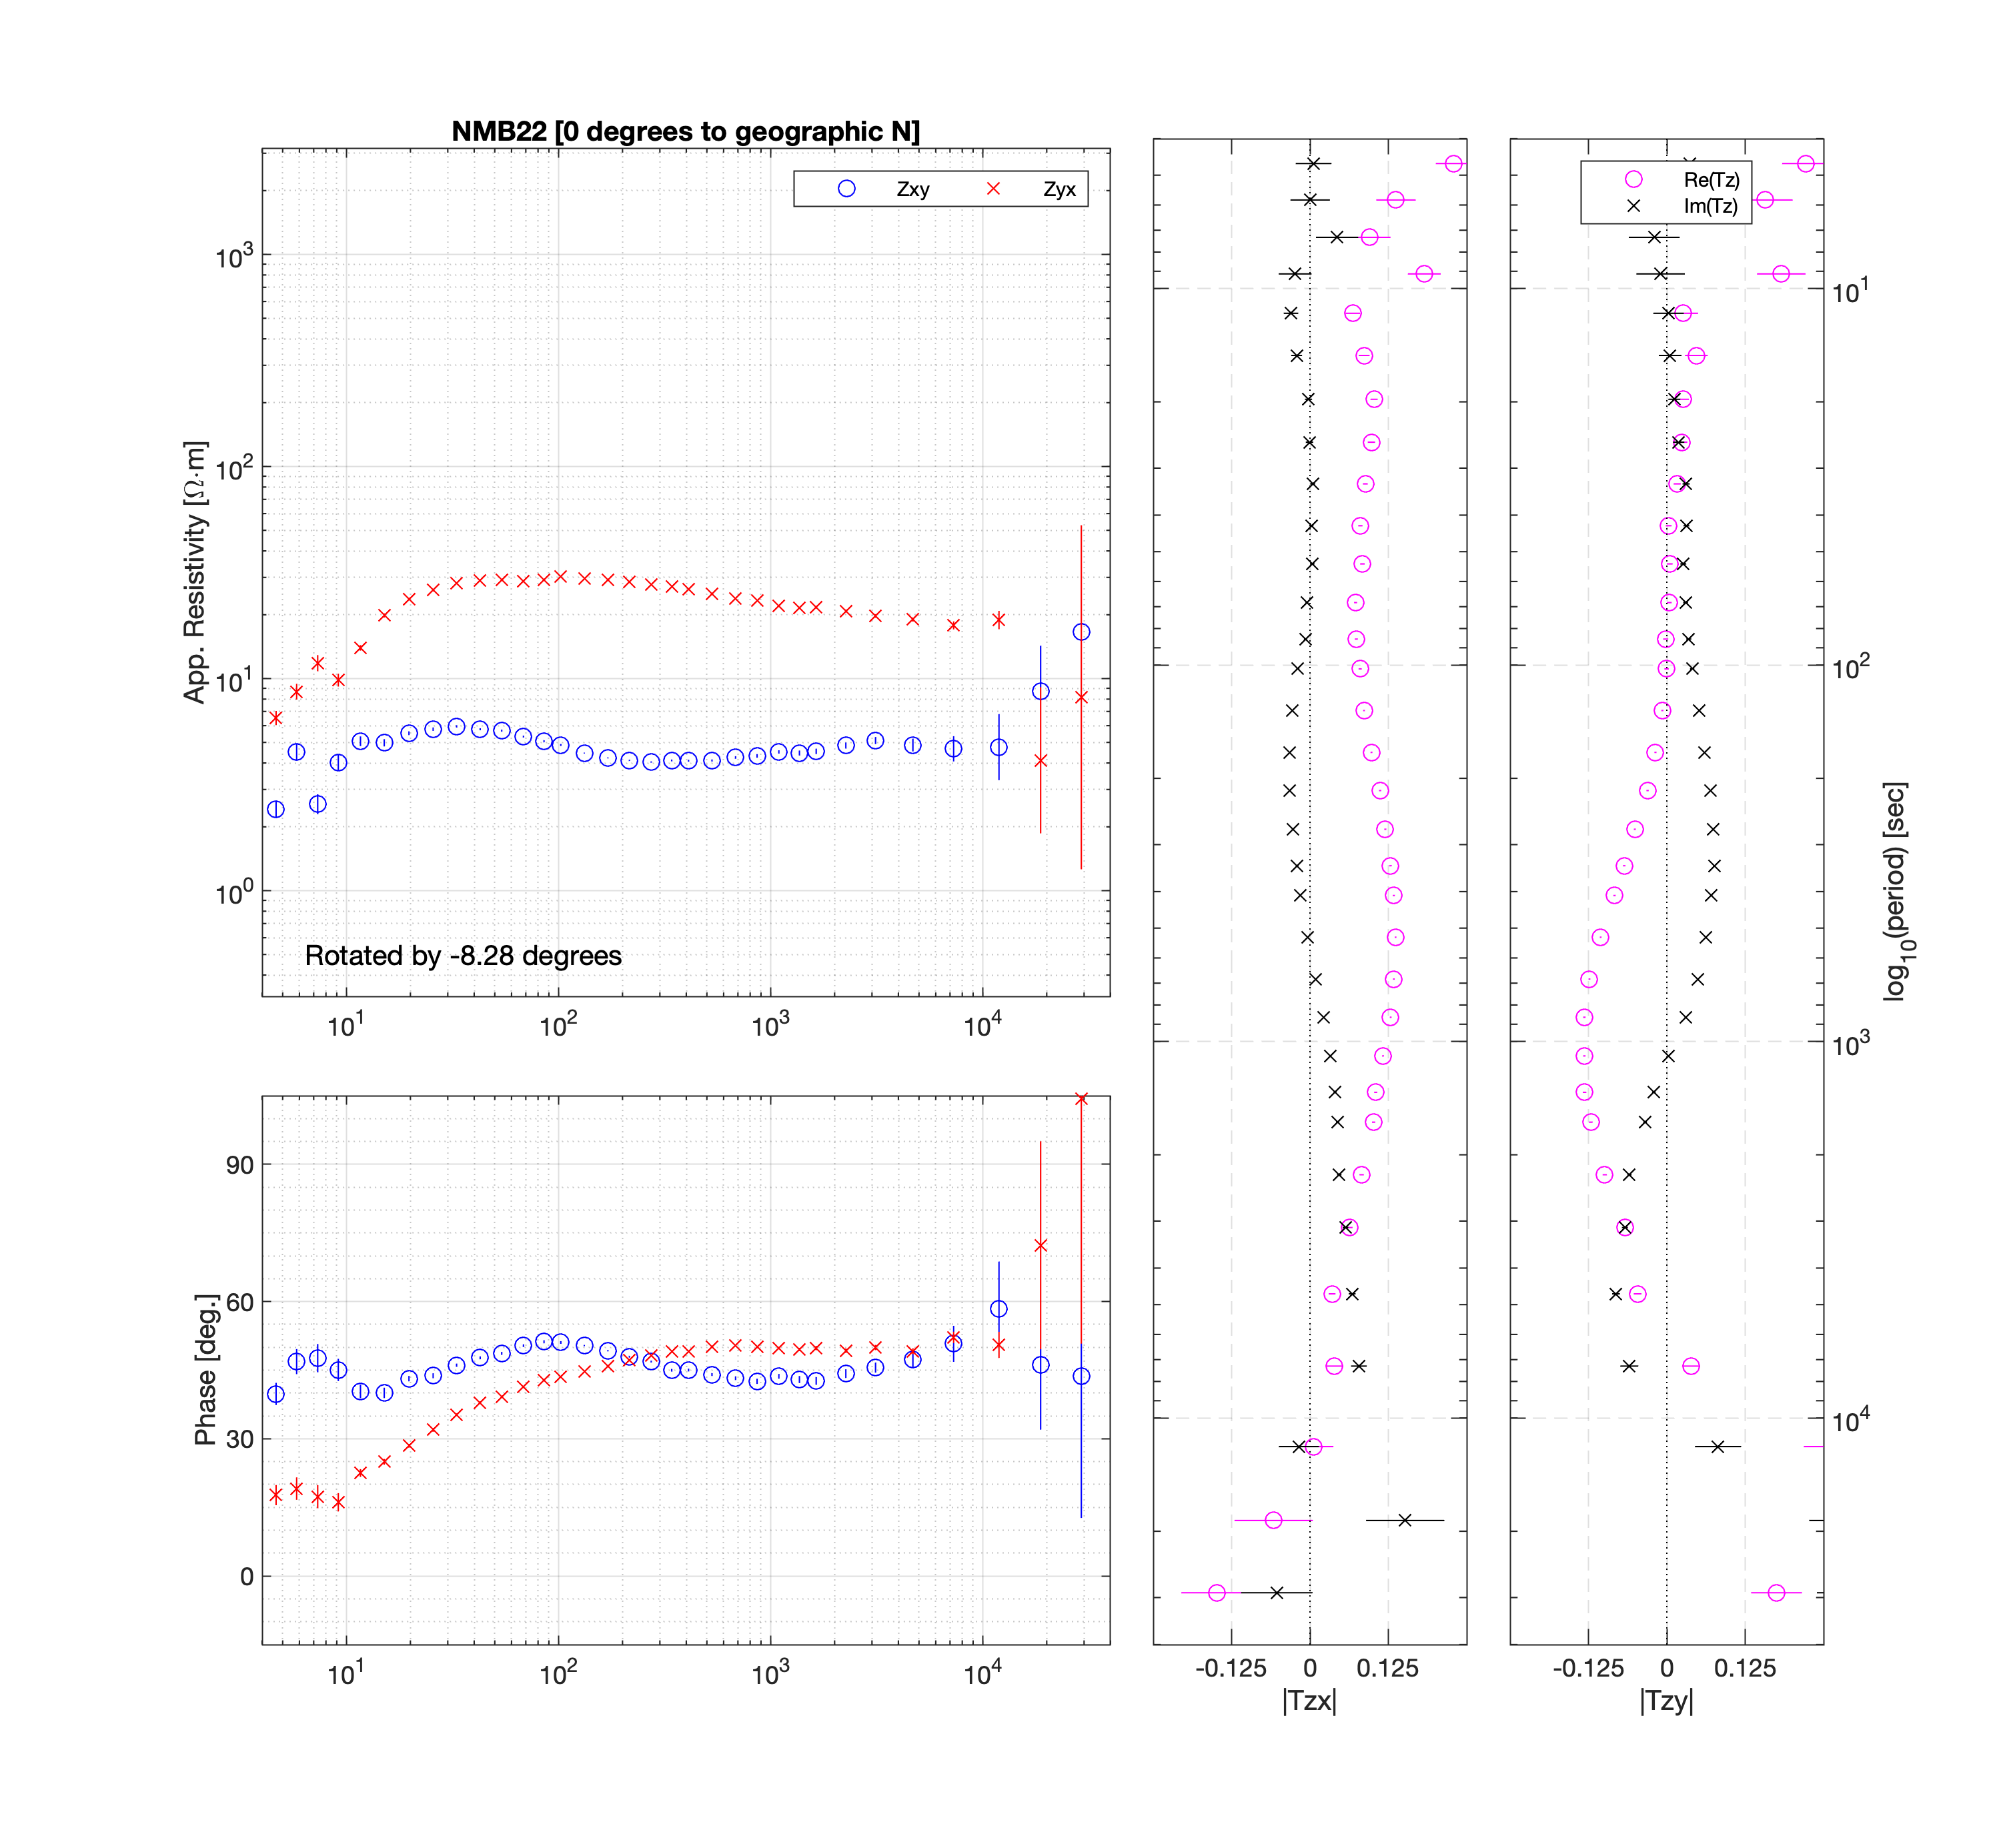 NMB22 [0 degrees to geographic N]
Zxy Zyx
10³
10²
10¹
10⁰
App. Resistivity [Ω·m]
Rotated by -8.28 degrees
10¹ 10² 10³ 10⁴
90
60
30
0
Phase [deg.]
10¹ 10² 10³ 10⁴
-0.125 0 0.125
|Tzx|
Re(Tz)
Im(Tz)
10¹
10²
10³
10⁴
log₁₀(period) [sec]
-0.125 0 0.125
|Tzy|